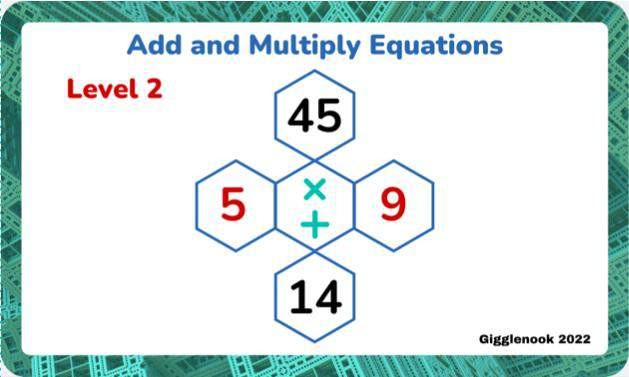 Add and Multiply Equations
Level 2
45
×
5 9
+
14
Gigglenook 2022